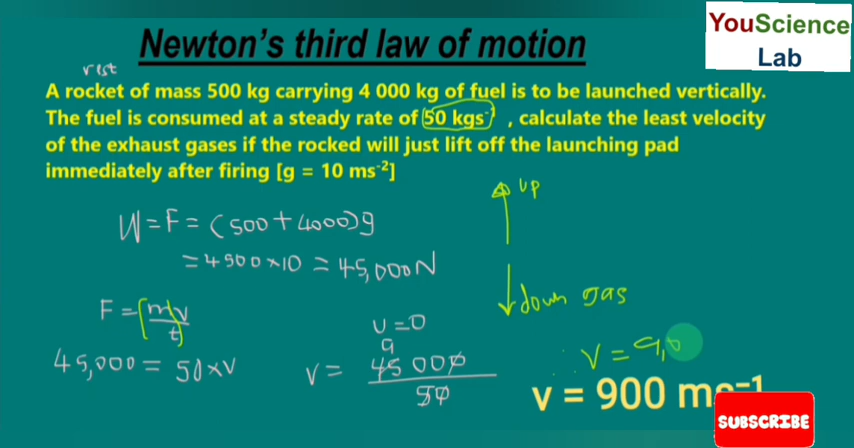 YouScience
Lab
Newton's third law of motion
rest
A rocket of mass 500 kg carrying 4 000 kg of fuel is to be launched vertically.
The fuel is consumed at a steady rate of 50 kgs⁻¹ , calculate the least velocity
of the exhaust gases if the rocked will just lift off the launching pad
immediately after firing [g = 10 ms⁻²]
up
W = F = (500 + 4000)g
= 4500 × 10 = 45,000N
down gas
F = (m/t)v
u = 0
45,000 = 50 × v
9
v = 45000/50
∴ v = 9,0
v = 900 ms⁻¹
SUBSCRIBE